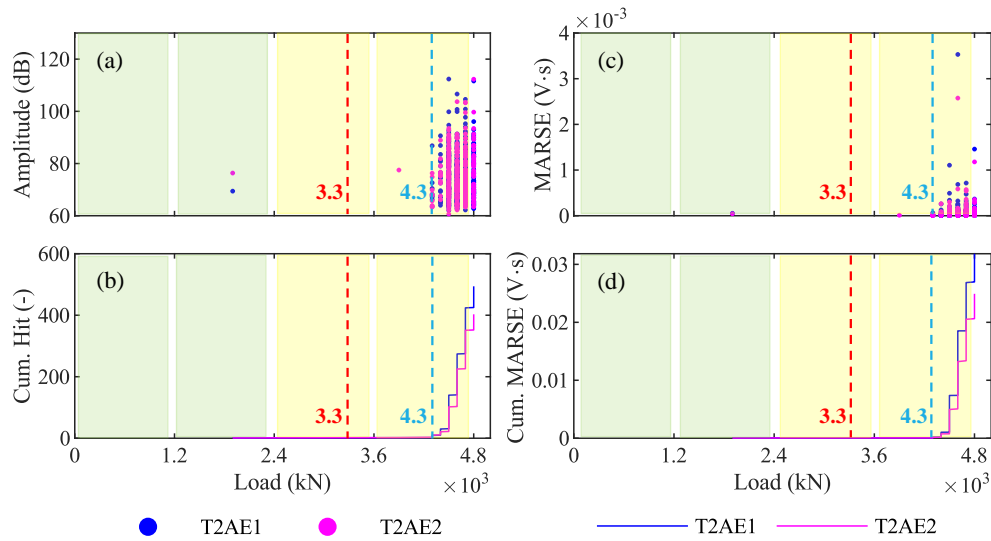 (a)
Amplitude (dB)
120
100
80
60
3.3
4.3
× 10⁻³
(c)
MARSE (V·s)
4
3
2
1
0
3.3
4.3
(b)
Cum. Hit (-)
600
400
200
0
3.3
4.3
0 1.2 2.4 3.6 4.8
Load (kN) × 10³
(d)
Cum. MARSE (V·s)
0.03
0.02
0.01
0
3.3
4.3
0 1.2 2.4 3.6 4.8
Load (kN) × 10³
T2AE1 T2AE2 T2AE1 T2AE2